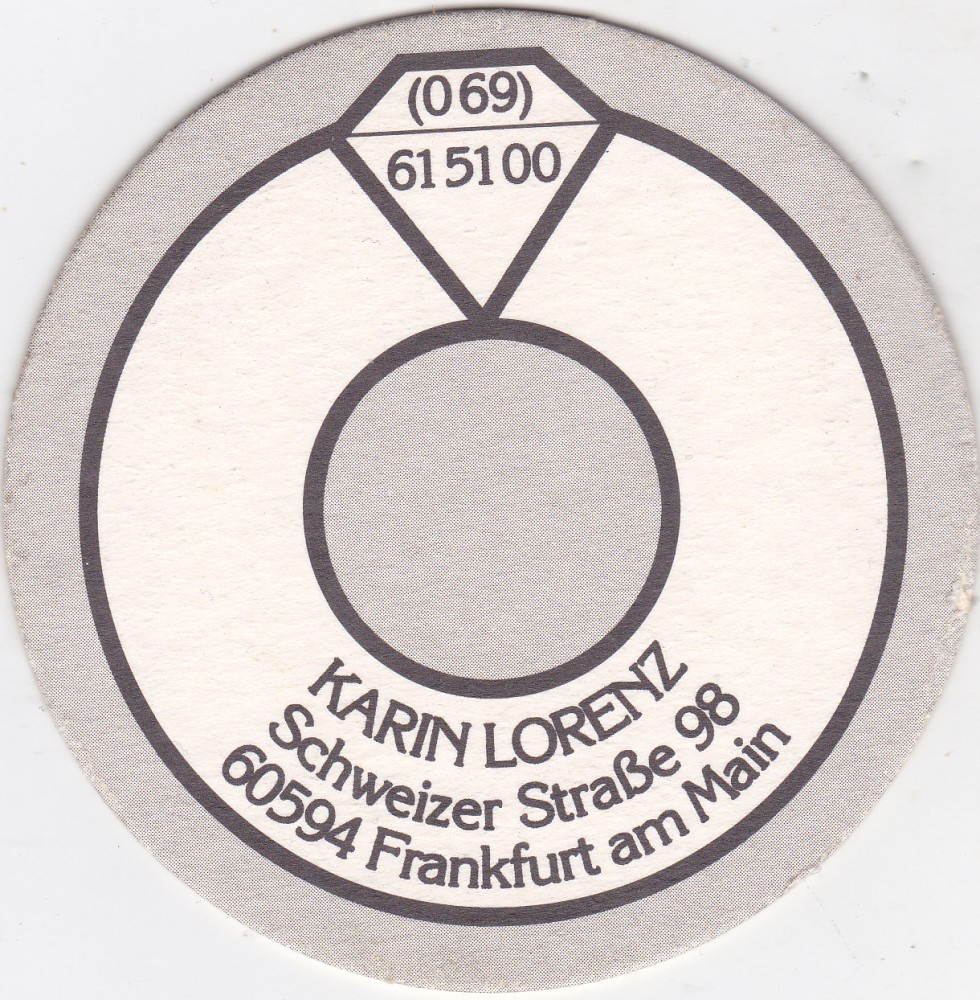 (069)
615100
KARIN LORENZ
Schweizer Straße 98
60594 Frankfurt am Main